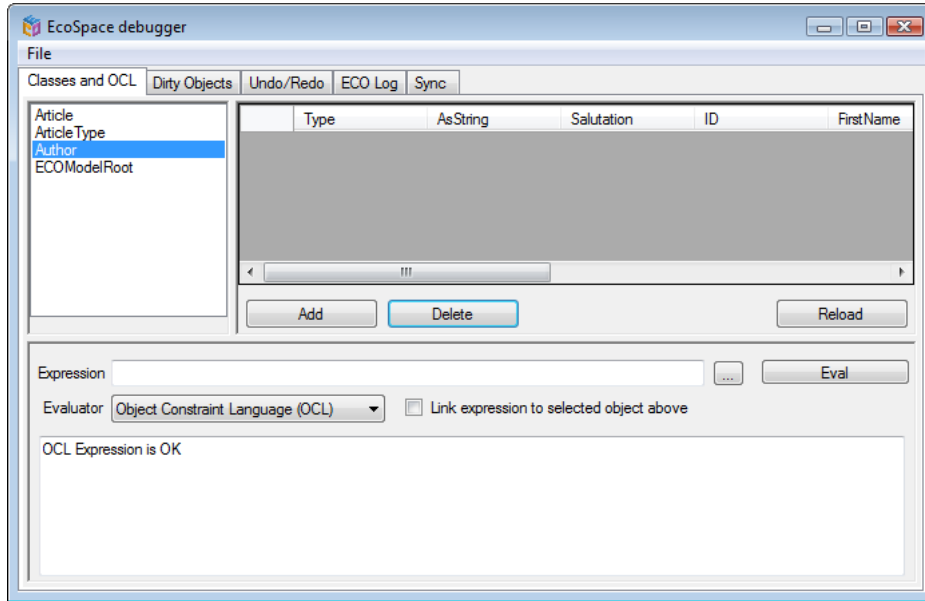 EcoSpace debugger
File
Classes and OCL Dirty Objects Undo/Redo ECO Log Sync
Article
ArticleType
Author
ECOModelRoot
Type AsString Salutation ID FirstName
Add Delete Reload
Expression ... Eval
Evaluator Object Constraint Language (OCL) Link expression to selected object above
OCL Expression is OK